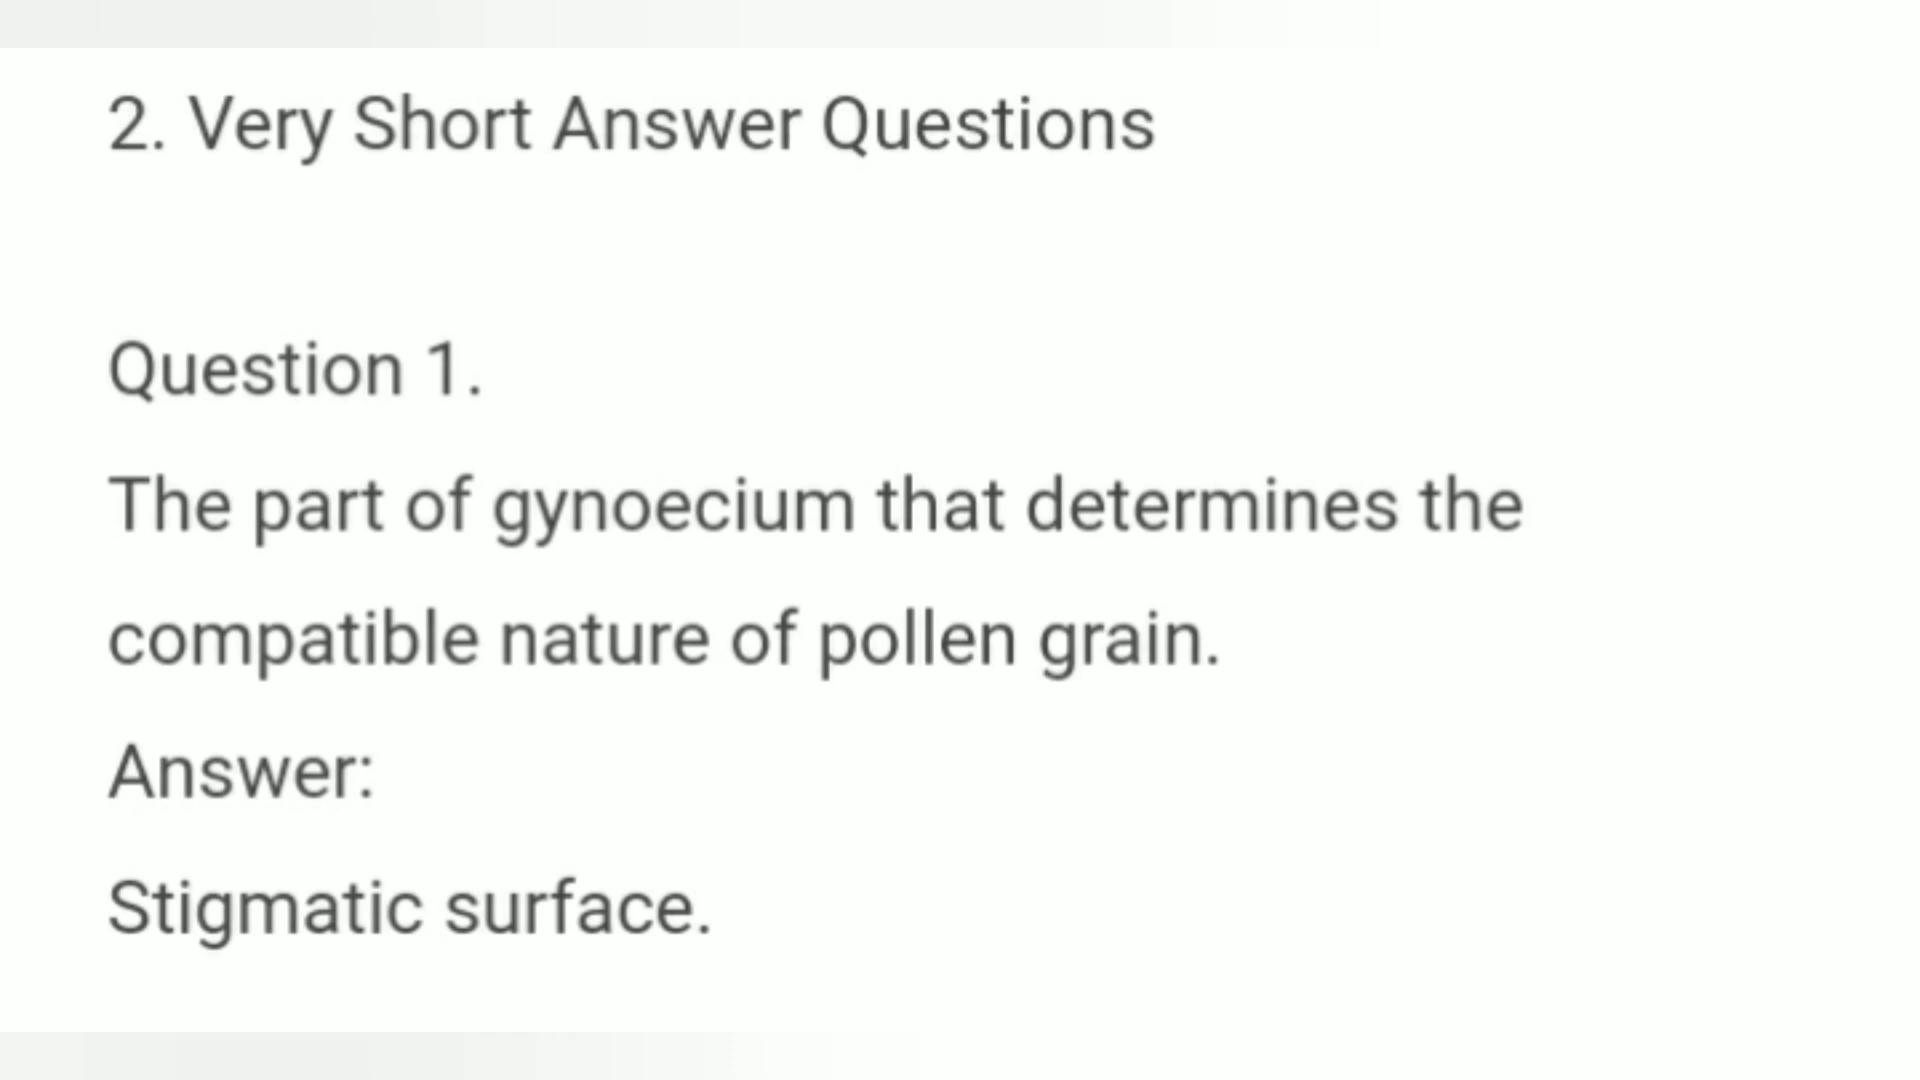 2. Very Short Answer Questions
Question 1.
The part of gynoecium that determines the
compatible nature of pollen grain.
Answer:
Stigmatic surface.